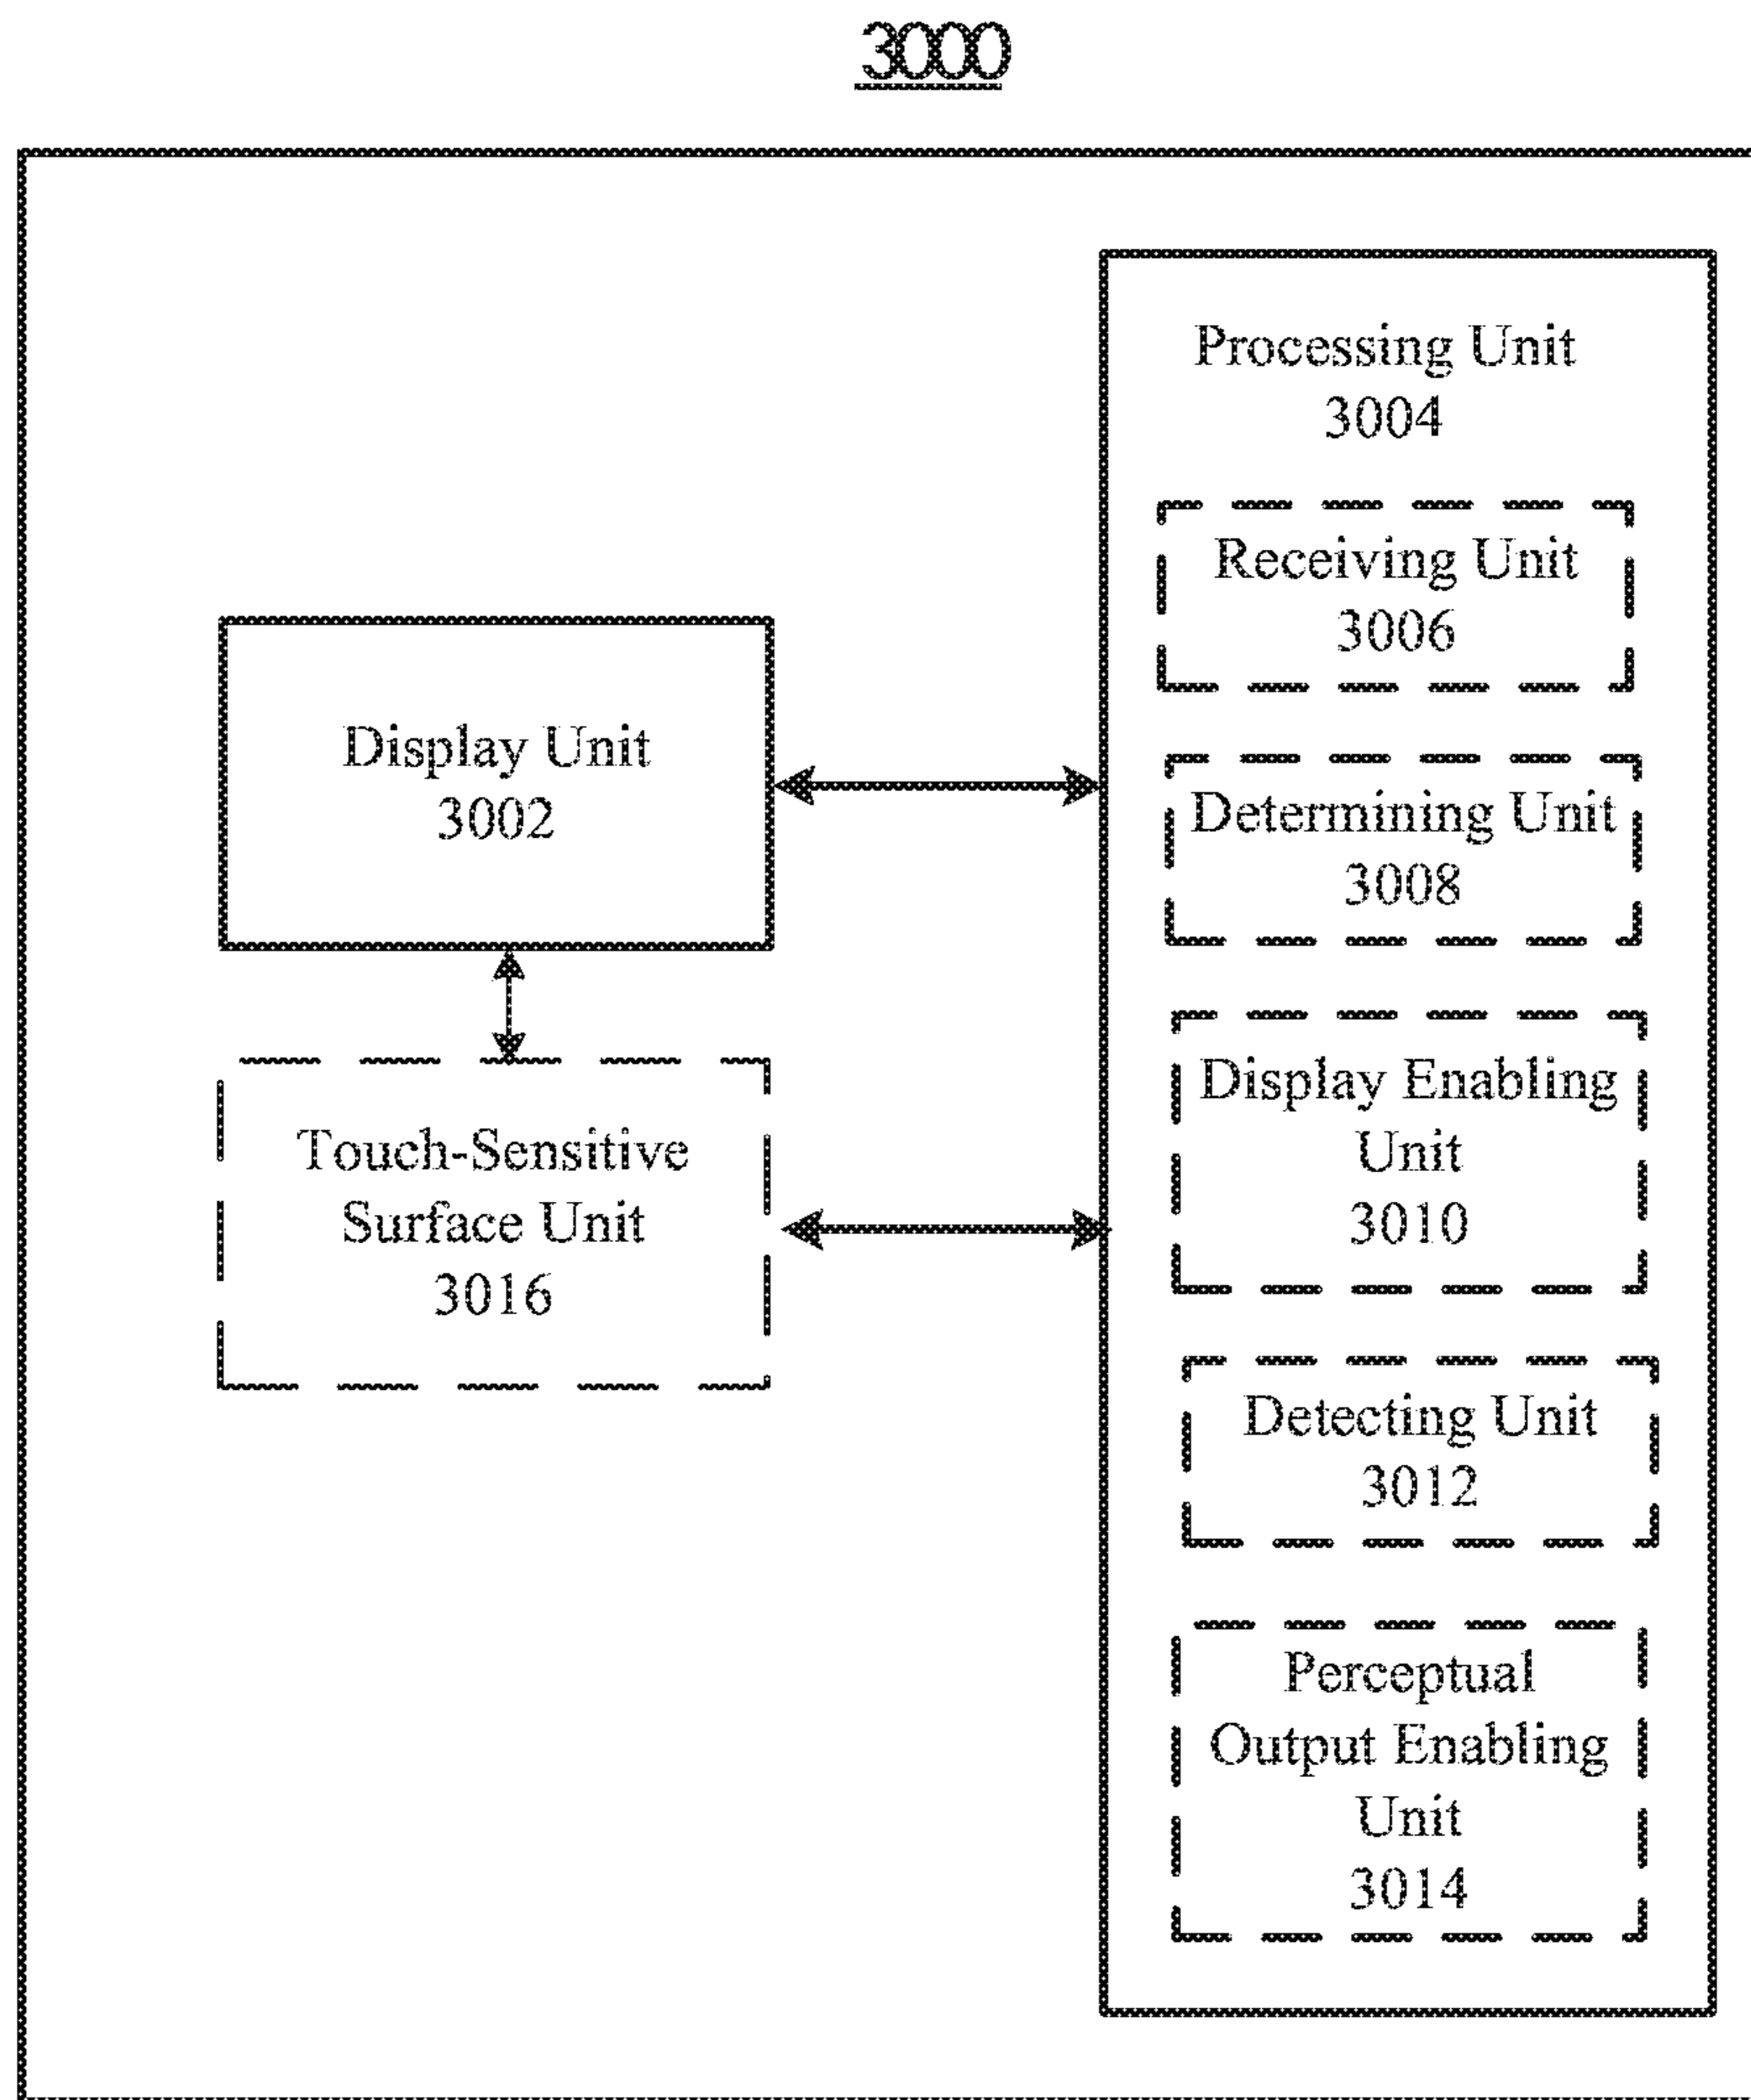 3000
Processing Unit
3004
Receiving Unit
3006
Display Unit
3002
Determining Unit
3008
Display Enabling
Unit
3010
Touch-Sensitive
Surface Unit
3016
Detecting Unit
3012
Perceptual
Output Enabling
Unit
3014